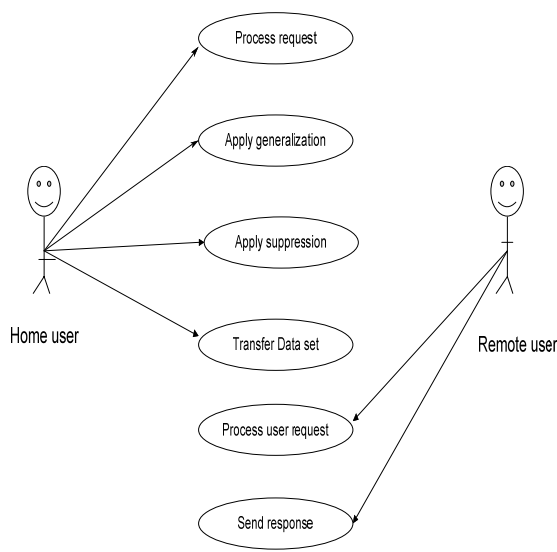 Process request
Apply generalization
Apply suppression
Home user
Transfer Data set
Remote user
Process user request
Send response